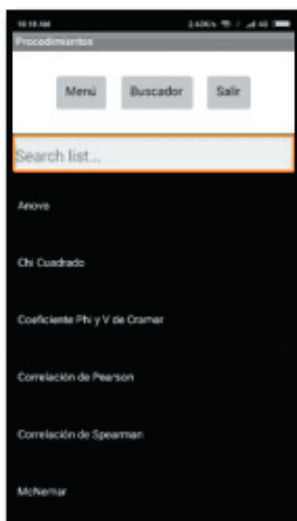 Procedimientos
Menú Buscador Salir
Search list...
Anova
Chi Cuadrado
Coeficiente Phi y V de Cramer
Correlación de Pearson
Correlación de Spearman
McNemar